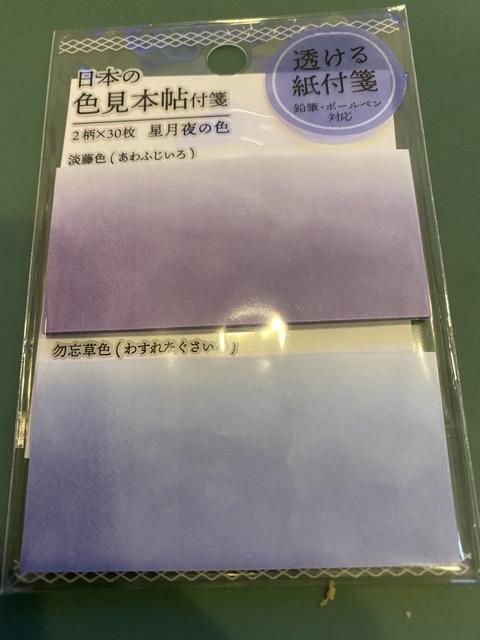 日本の
色見本帖付箋
2柄×30枚 星月夜の色
透ける
紙付箋
鉛筆・ボールペン
対応
淡藤色(あわふじいろ)
勿忘草色(わすれなぐさいろ)